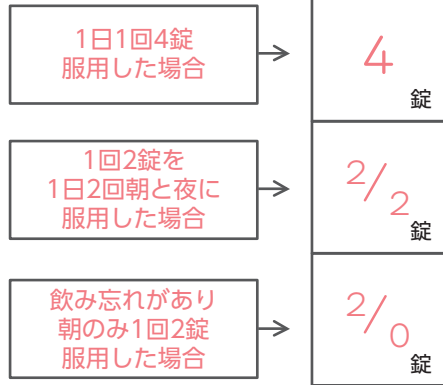 1日1回4錠
服用した場合
4
錠
1回2錠を
1日2回朝と夜に
服用した場合
2/2
錠
飲み忘れがあり
朝のみ1回2錠
服用した場合
2/0
錠